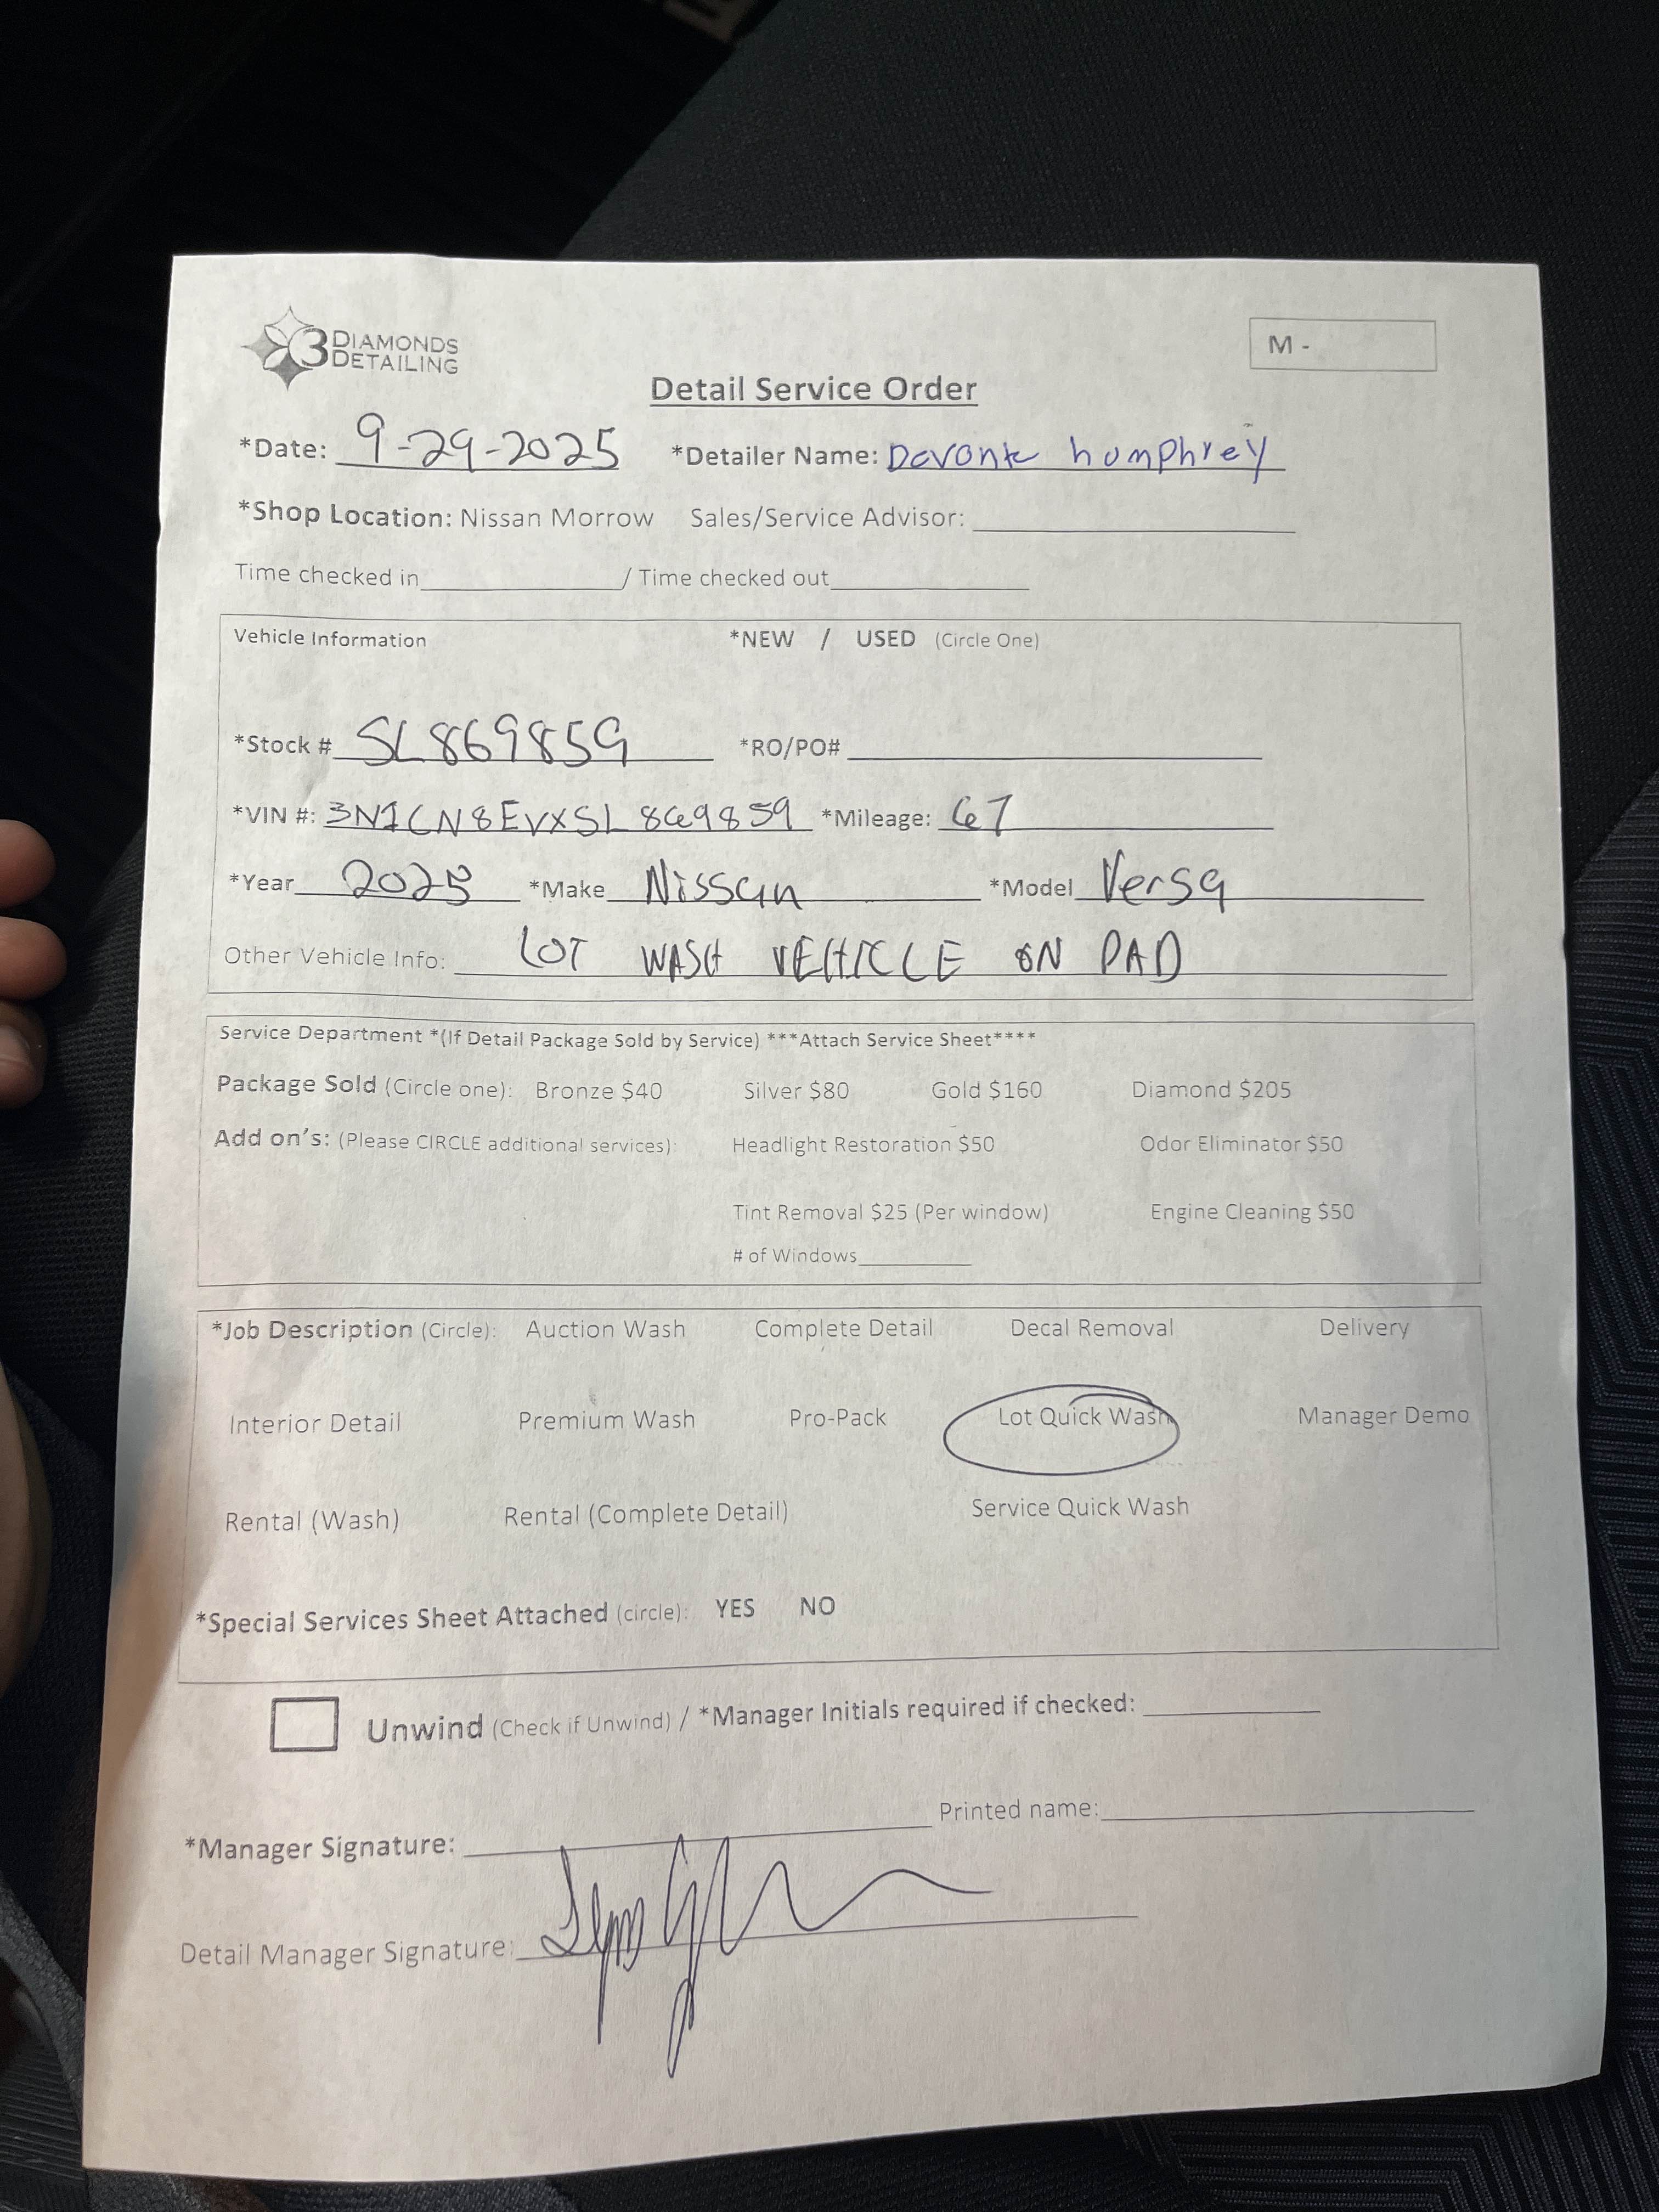 3 DIAMONDS
DETAILING
M -
Detail Service Order
*Date: 9-29-2025 *Detailer Name: Devonte humphrey
*Shop Location: Nissan Morrow Sales/Service Advisor:
Time checked in / Time checked out
Vehicle Information *NEW / USED (Circle One)
*Stock # SL869859 *RO/PO#
*VIN #: 3N1CN8EVXSL869859 *Mileage: 67
*Year 2025 *Make Nissan *Model Versa
Other Vehicle Info: LOT WASH VEHICLE ON PAD
Service Department *(If Detail Package Sold by Service) ***Attach Service Sheet****
Package Sold (Circle one): Bronze $40 Silver $80 Gold $160 Diamond $205
Add on's: (Please CIRCLE additional services): Headlight Restoration $50 Odor Eliminator $50
Tint Removal $25 (Per window) Engine Cleaning $50
# of Windows
*Job Description (Circle): Auction Wash Complete Detail Decal Removal Delivery
Interior Detail Premium Wash Pro-Pack Lot Quick Wash Manager Demo
Rental (Wash) Rental (Complete Detail) Service Quick Wash
*Special Services Sheet Attached (circle): YES NO
Unwind (Check if Unwind) / *Manager Initials required if checked:
*Manager Signature: Printed name:
Detail Manager Signature: